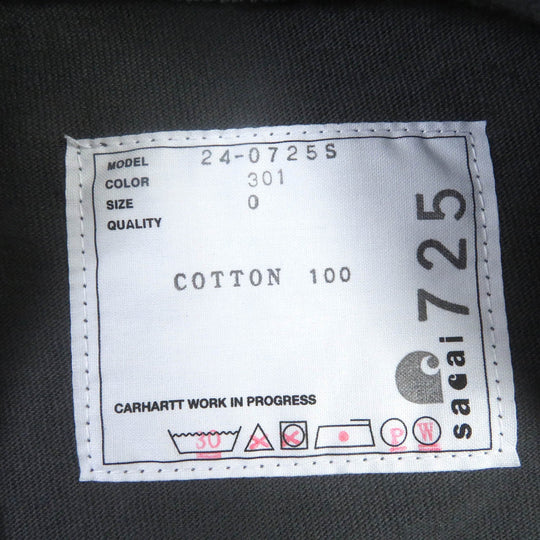 MODEL 24-0725S
COLOR 301
SIZE 0
QUALITY
COTTON 100
CARHARTT WORK IN PROGRESS
30
P
W
725
sacai